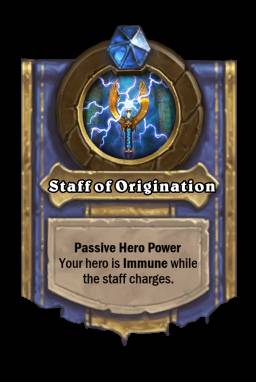 Staff of Origination
Passive Hero Power
Your hero is Immune while
the staff charges.